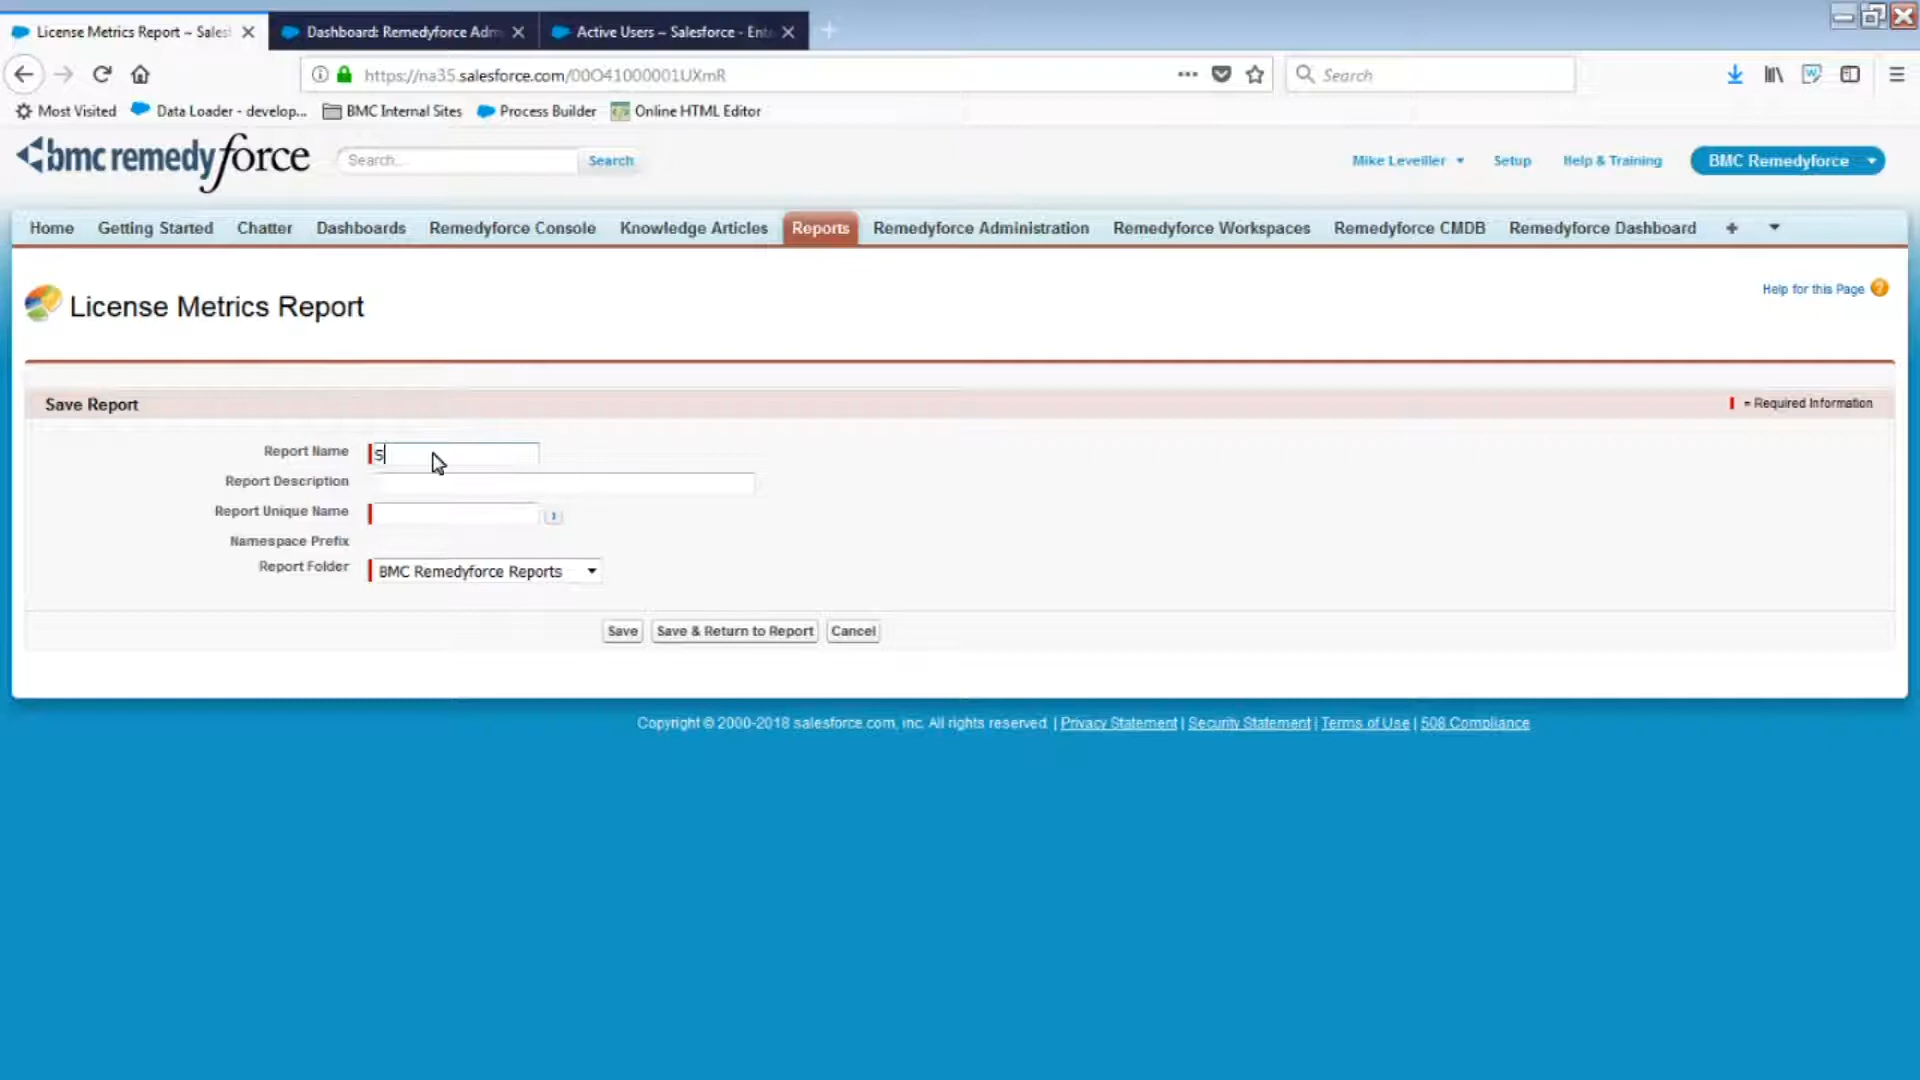 License Metrics Report ~ Sales
Dashboard: Remedyforce Adm
Active Users ~ Salesforce - Ent
https://na35.salesforce.com/00O41000001UXmR
Search
Most Visited
Data Loader - develop...
BMC Internal Sites
Process Builder
Online HTML Editor
bmc remedyforce
Search...
Search
Mike Leveiller
Setup
Help & Training
BMC Remedyforce
Home
Getting Started
Chatter
Dashboards
Remedyforce Console
Knowledge Articles
Reports
Remedyforce Administration
Remedyforce Workspaces
Remedyforce CMDB
Remedyforce Dashboard
+
License Metrics Report
Help for this Page
Save Report
= Required Information
Report Name
S
Report Description
Report Unique Name
i
Namespace Prefix
Report Folder
BMC Remedyforce Reports
Save
Save & Return to Report
Cancel
Copyright © 2000-2018 salesforce.com, inc. All rights reserved. | Privacy Statement | Security Statement | Terms of Use | 508 Compliance